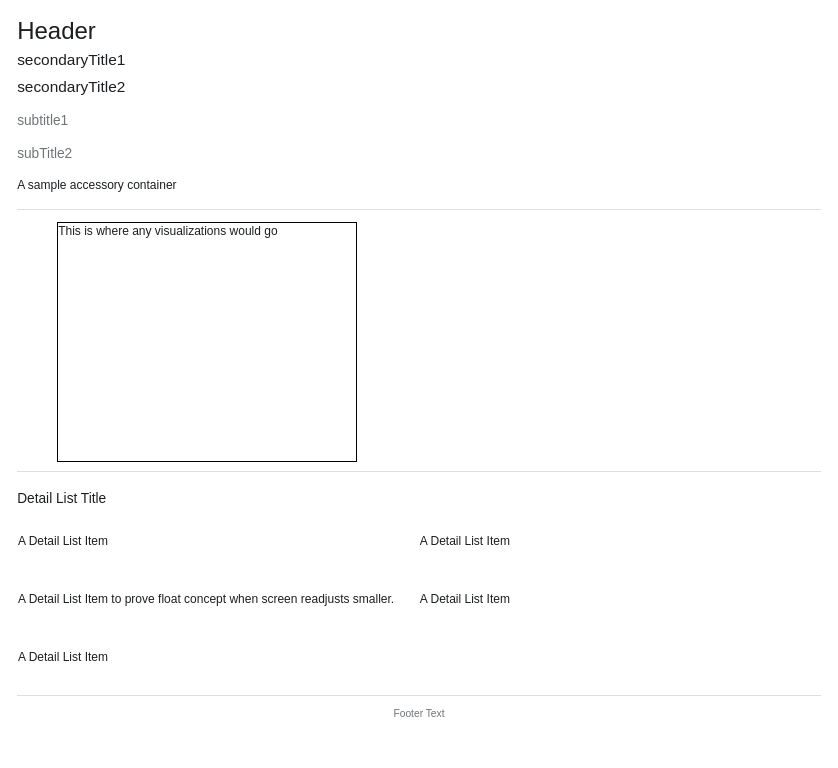 Header
secondaryTitle1
secondaryTitle2
subtitle1
subTitle2
A sample accessory container
This is where any visualizations would go
Detail List Title
A Detail List Item
A Detail List Item
A Detail List Item to prove float concept when screen readjusts smaller.
A Detail List Item
A Detail List Item
Footer Text